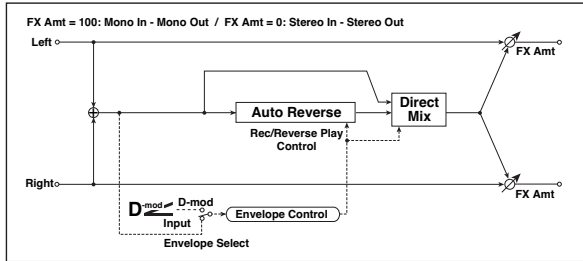 FX Amt = 100: Mono In - Mono Out / FX Amt = 0: Stereo In - Stereo Out
Left
FX Amt
Auto Reverse
Direct
Mix
Rec/Reverse Play
Control
Right
FX Amt
D-mod D-mod
Input
Envelope Control
Envelope Select